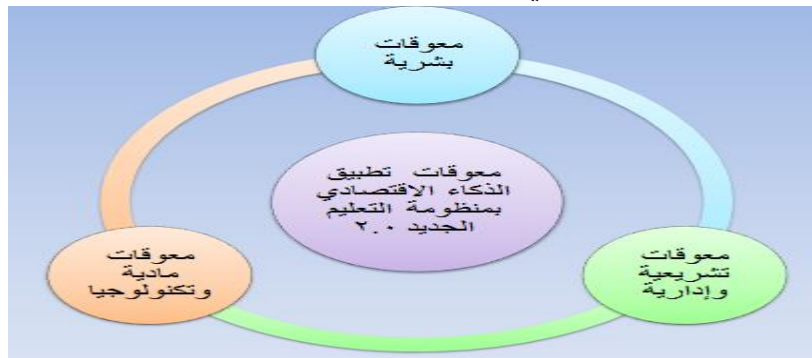 معوقات
بشرية
معوقات تطبيق
الذكاء الاقتصادي
بمنظومة التعليم
الجديد ٢.٠
معوقات
تشريعية
وإدارية
معوقات
مادية
وتكنولوجيا